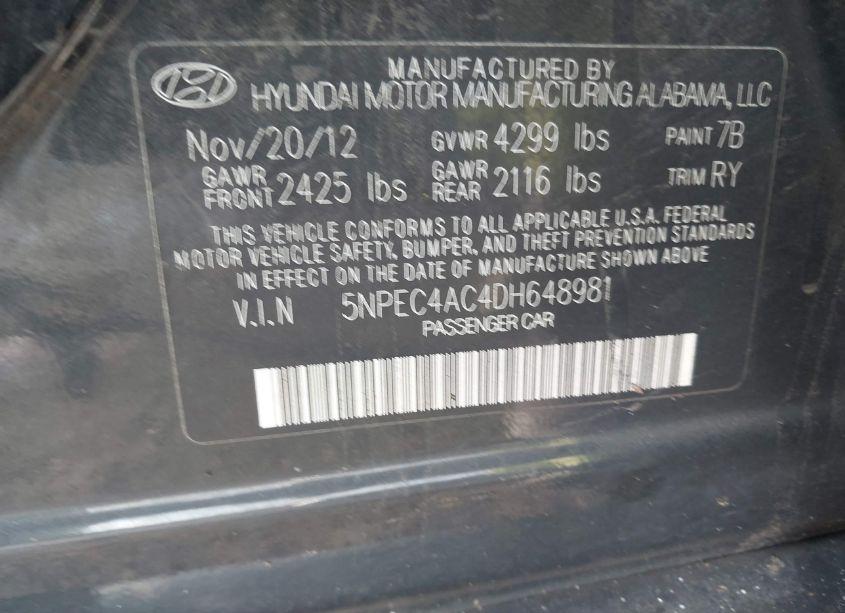 MANUFACTURED BY
HYUNDAI MOTOR MANUFACTURING ALABAMA, LLC
Nov/20/12 GVWR 4299 lbs PAINT 7B
GAWR FRONT 2425 lbs GAWR REAR 2116 lbs TRIM RY
THIS VEHICLE CONFORMS TO ALL APPLICABLE U.S.A. FEDERAL
MOTOR VEHICLE SAFETY, BUMPER, AND THEFT PREVENTION STANDARDS
IN EFFECT ON THE DATE OF MANUFACTURE SHOWN ABOVE
V.I.N 5NPEC4AC4DH648981
PASSENGER CAR